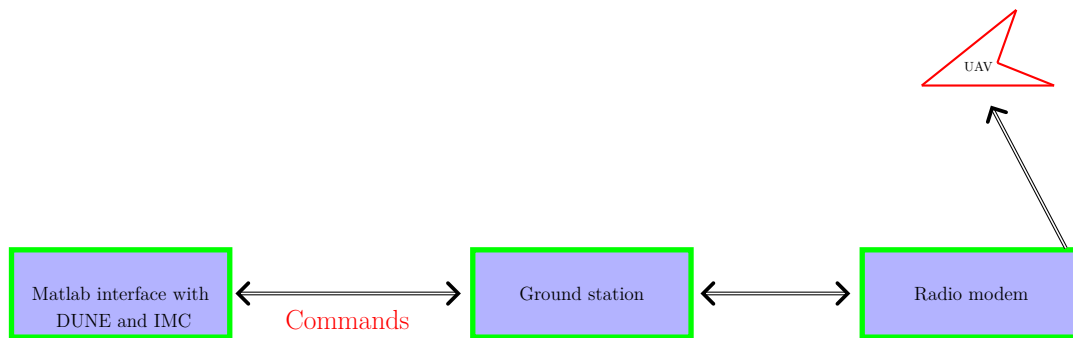 UAV
Matlab interface with
DUNE and IMC
Commands
Ground station
Radio modem